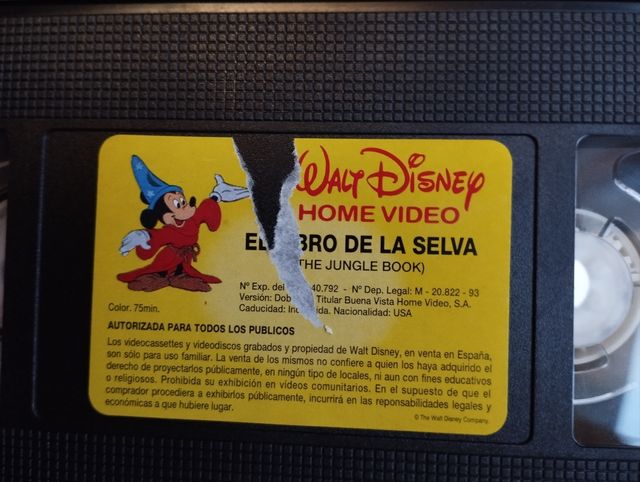 WALT DISNEY
HOME VIDEO
EL BRO DE LA SELVA
THE JUNGLE BOOK)
Nº Exp. del 40.792 - Nº Dep. Legal: M - 20.822 - 93
Versión: Dob Titular Buena Vista Home Video, S.A.
Caducidad: In ida. Nacionalidad: USA
Color. 75min.
AUTORIZADA PARA TODOS LOS PUBLICOS
Los videocassettes y videodiscos grabados y propiedad de Walt Disney, en venta en España,
son sólo para uso familiar. La venta de los mismos no confiere a quien los haya adquirido el
derecho de proyectarlos públicamente, en ningún tipo de locales, ni aun con fines educativos
o religiosos. Prohibida su exhibición en vídeos comunitarios. En el supuesto de que el
comprador procediera a exhibirlos públicamente, incurrirá en las reponsabilidades legales y
económicas a que hubiere lugar.
© The Walt Disney Company.